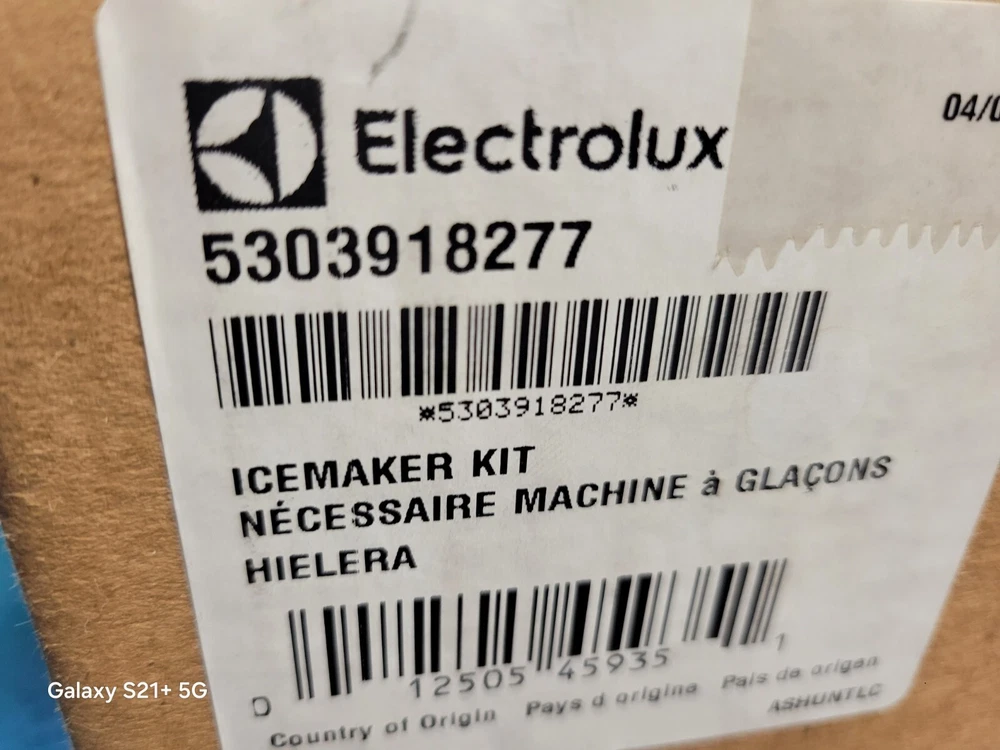 04/0
Electrolux
5303918277
*5303918277*
ICEMAKER KIT
NÉCESSAIRE MACHINE à GLAÇONS
HIELERA
0 12505 45935 1
Country of Origin Pays d origine Pais de origen
ASHUNTLC
Galaxy S21+ 5G